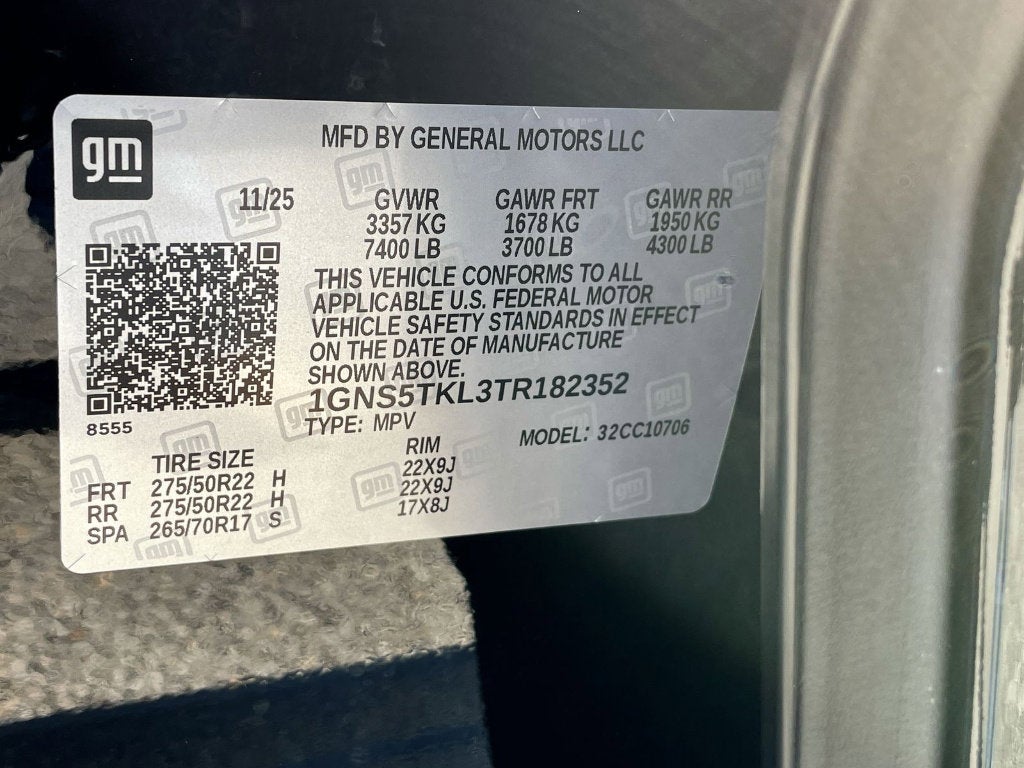 gm
MFD BY GENERAL MOTORS LLC
11/25 GVWR GAWR FRT GAWR RR
3357 KG 1678 KG 1950 KG
7400 LB 3700 LB 4300 LB
THIS VEHICLE CONFORMS TO ALL
APPLICABLE U.S. FEDERAL MOTOR
VEHICLE SAFETY STANDARDS IN EFFECT
ON THE DATE OF MANUFACTURE
SHOWN ABOVE.
1GNS5TKL3TR182352
TYPE: MPV MODEL: 32CC10706
8555
TIRE SIZE RIM
FRT 275/50R22 H 22X9J
RR 275/50R22 H 22X9J
SPA 265/70R17 S 17X8J